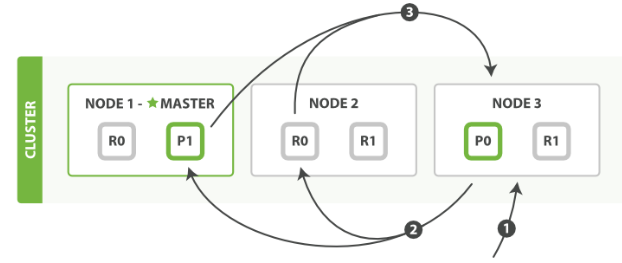 3
CLUSTER
NODE 1 - ★ MASTER
R0 P1
NODE 2
R0 R1
NODE 3
P0 R1
2
1